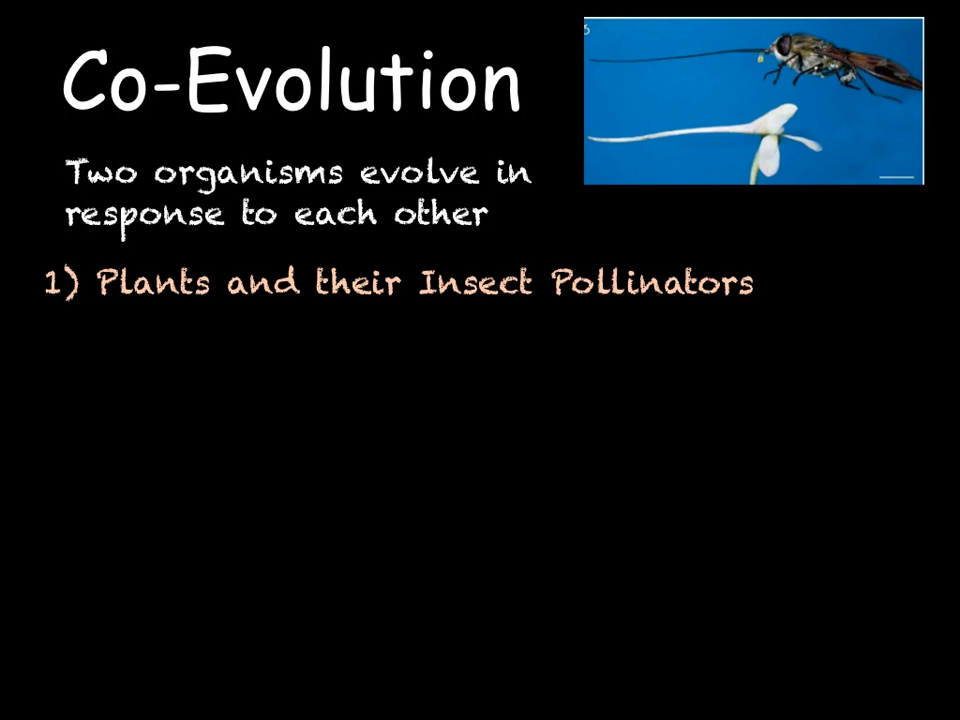 Co-Evolution
Two organisms evolve in
response to each other
1) Plants and their Insect Pollinators